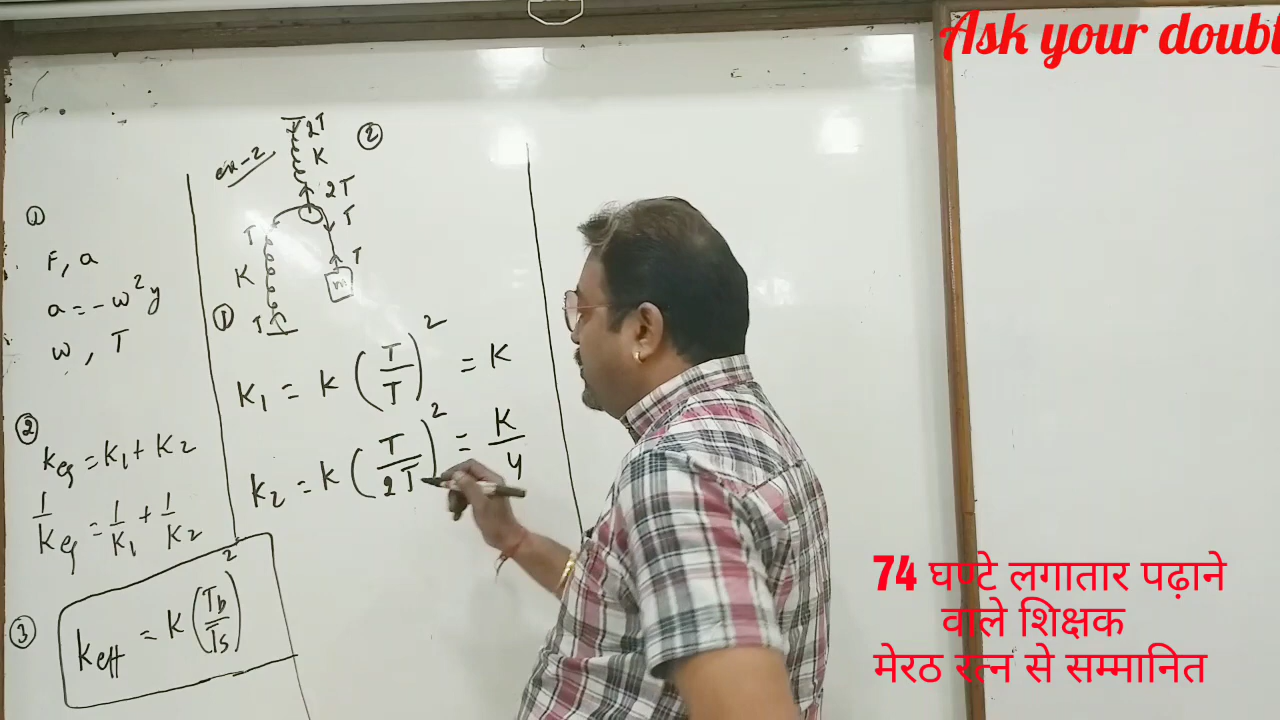 Ask your doubt
①
F, a
a = -ω²y
ω, T
②
keq = K₁ + K₂
1/keq = 1/K₁ + 1/K₂
③
keff = K (Tb/Ts)²
ex-2
②
2T
K
2T
T
T
T
K
m
①
T
K₁ = K (T/T)² = K
K₂ = K (T/2T)² = K/4
74 घण्टे लगातार पढ़ाने
वाले शिक्षक
मेरठ रत्न से सम्मानित